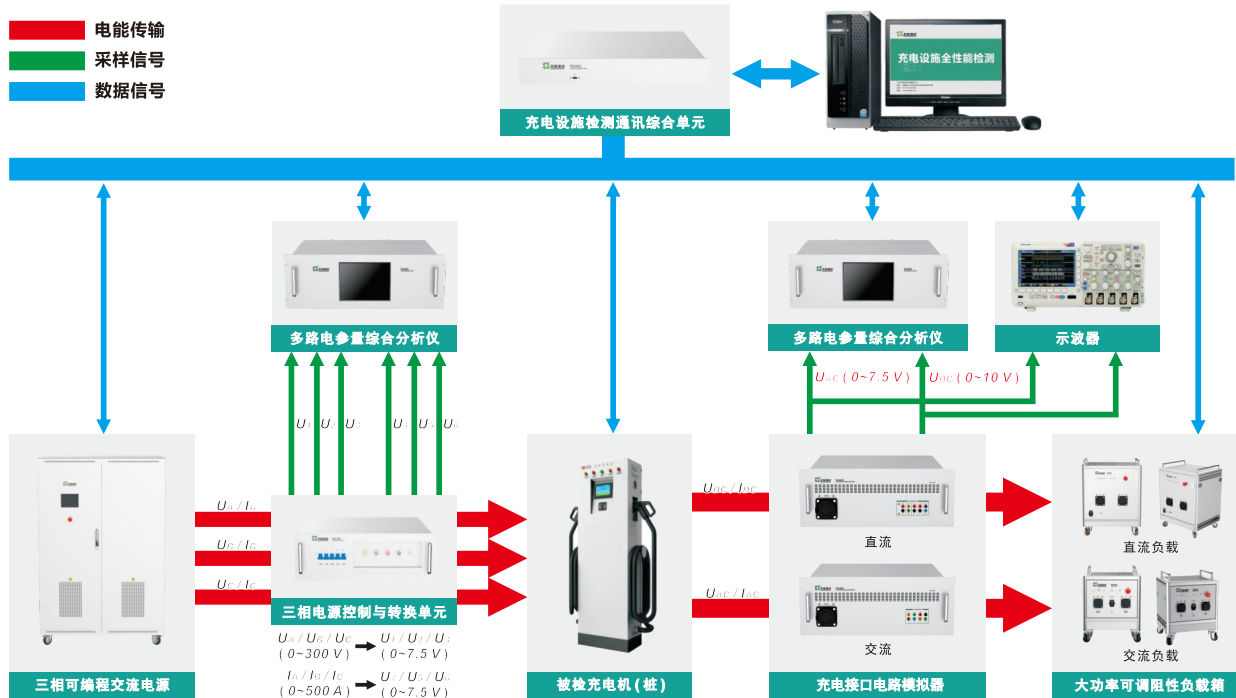 电能传输
采样信号
数据信号
充电设施全性能检测
充电设施检测通讯综合单元
多路电参量综合分析仪
多路电参量综合分析仪
示波器
UAC ( 0~7.5 V ) UDC ( 0~10 V )
U1 U2 U3 U4 U5 U6
UA / IA
UB / IB
UC / IC
UDC / IDC
UAC / IAC
直流
交流
直流负载
交流负载
三相电源控制与转换单元
UA / UB / UC U1 / U2 / U3
( 0~300 V ) ( 0~7.5 V )
IA / IB / IC U4 / U5 / U6
( 0~500 A ) ( 0~7.5 V )
三相可编程交流电源
被检充电机(桩)
充电接口电路模拟器
大功率可调阻性负载箱